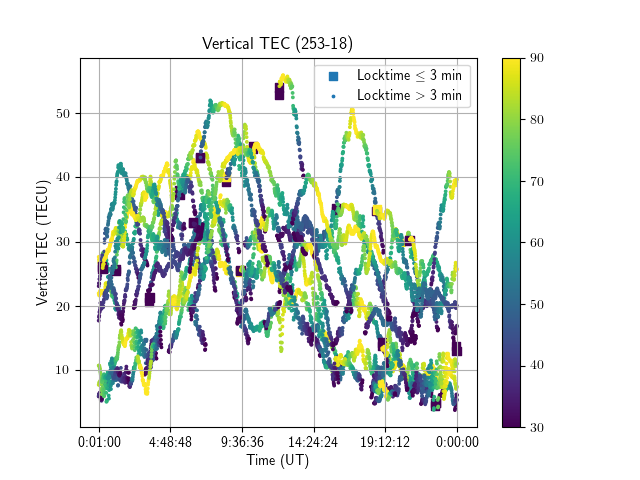 Vertical TEC (253-18)
Locktime ≤ 3 min
Locktime > 3 min
Vertical TEC (TECU)
50
40
30
20
10
0:01:00 4:48:48 9:36:36 14:24:24 19:12:12 0:00:00
Time (UT)
90
80
70
60
50
40
30